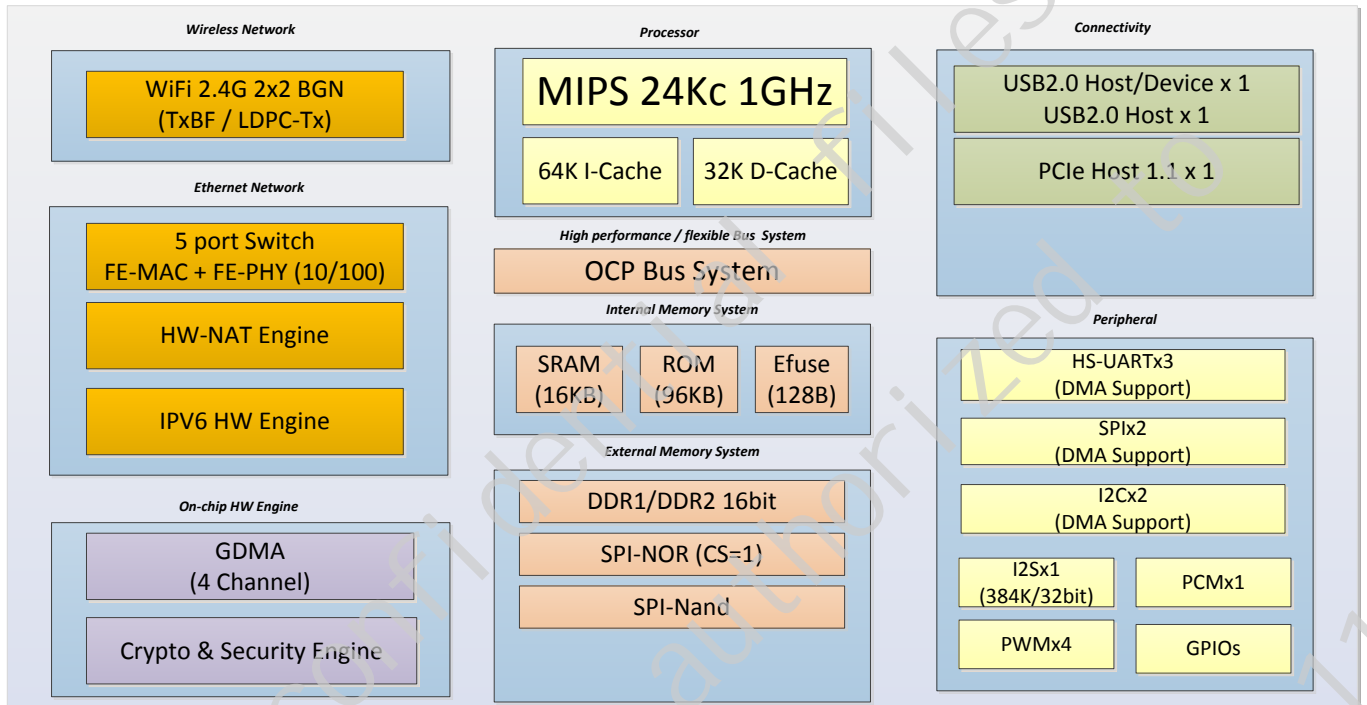 Wireless Network
WiFi 2.4G 2x2 BGN
(TxBF / LDPC-Tx)
Ethernet Network
5 port Switch
FE-MAC + FE-PHY (10/100)
HW-NAT Engine
IPV6 HW Engine
On-chip HW Engine
GDMA
(4 Channel)
Crypto & Security Engine
Processor
MIPS 24Kc 1GHz
64K I-Cache
32K D-Cache
High performance / flexible Bus System
OCP Bus System
Internal Memory System
SRAM
(16KB)
ROM
(96KB)
Efuse
(128B)
External Memory System
DDR1/DDR2 16bit
SPI-NOR (CS=1)
SPI-Nand
Connectivity
USB2.0 Host/Device x 1
USB2.0 Host x 1
PCIe Host 1.1 x 1
Peripheral
HS-UARTx3
(DMA Support)
SPIx2
(DMA Support)
I2Cx2
(DMA Support)
I2Sx1
(384K/32bit)
PCMx1
PWMx4
GPIOs
confidential files
authorized to